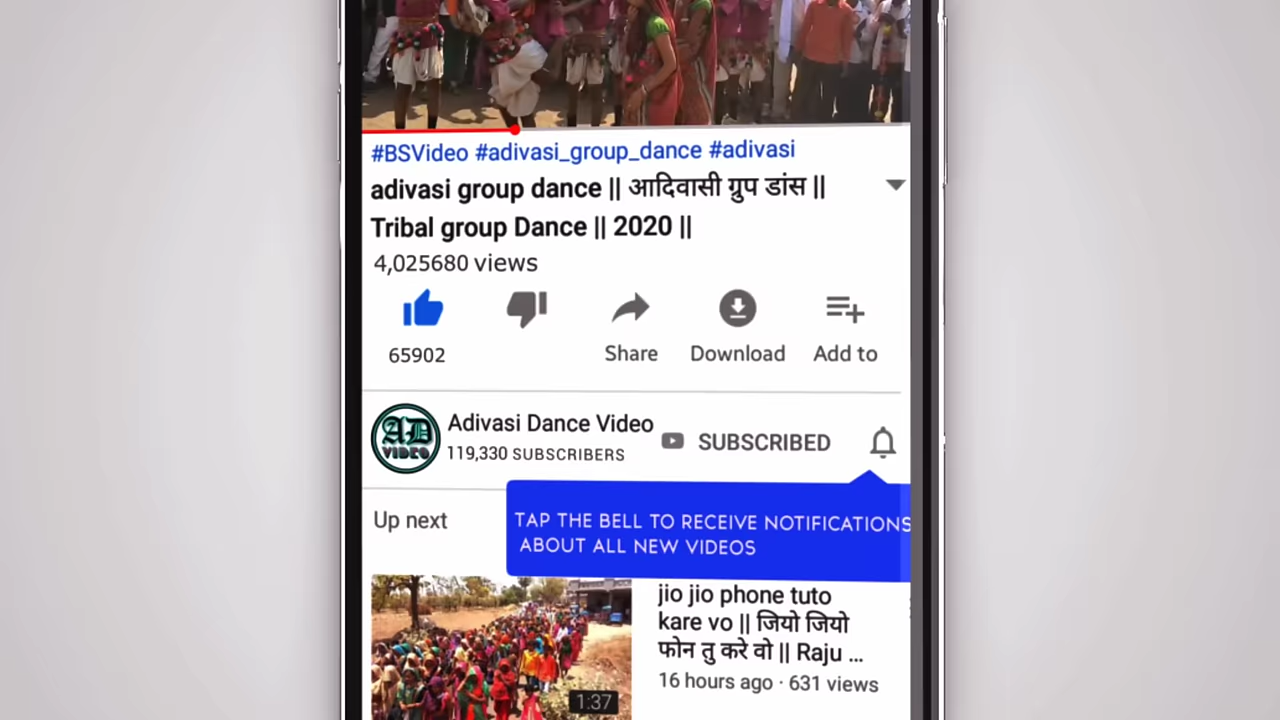 #BSVideo #adivasi_group_dance #adivasi
adivasi group dance || आदिवासी ग्रुप डांस ||
Tribal group Dance || 2020 ||
4,025680 views
65902
Share
Download
Add to
AD
VIDEO
Adivasi Dance Video
119,330 SUBSCRIBERS
SUBSCRIBED
Up next
TAP THE BELL TO RECEIVE NOTIFICATIONS
ABOUT ALL NEW VIDEOS
1:37
jio jio phone tuto
kare vo || जियो जियो
फोन तु करे वो || Raju ...
16 hours ago · 631 views